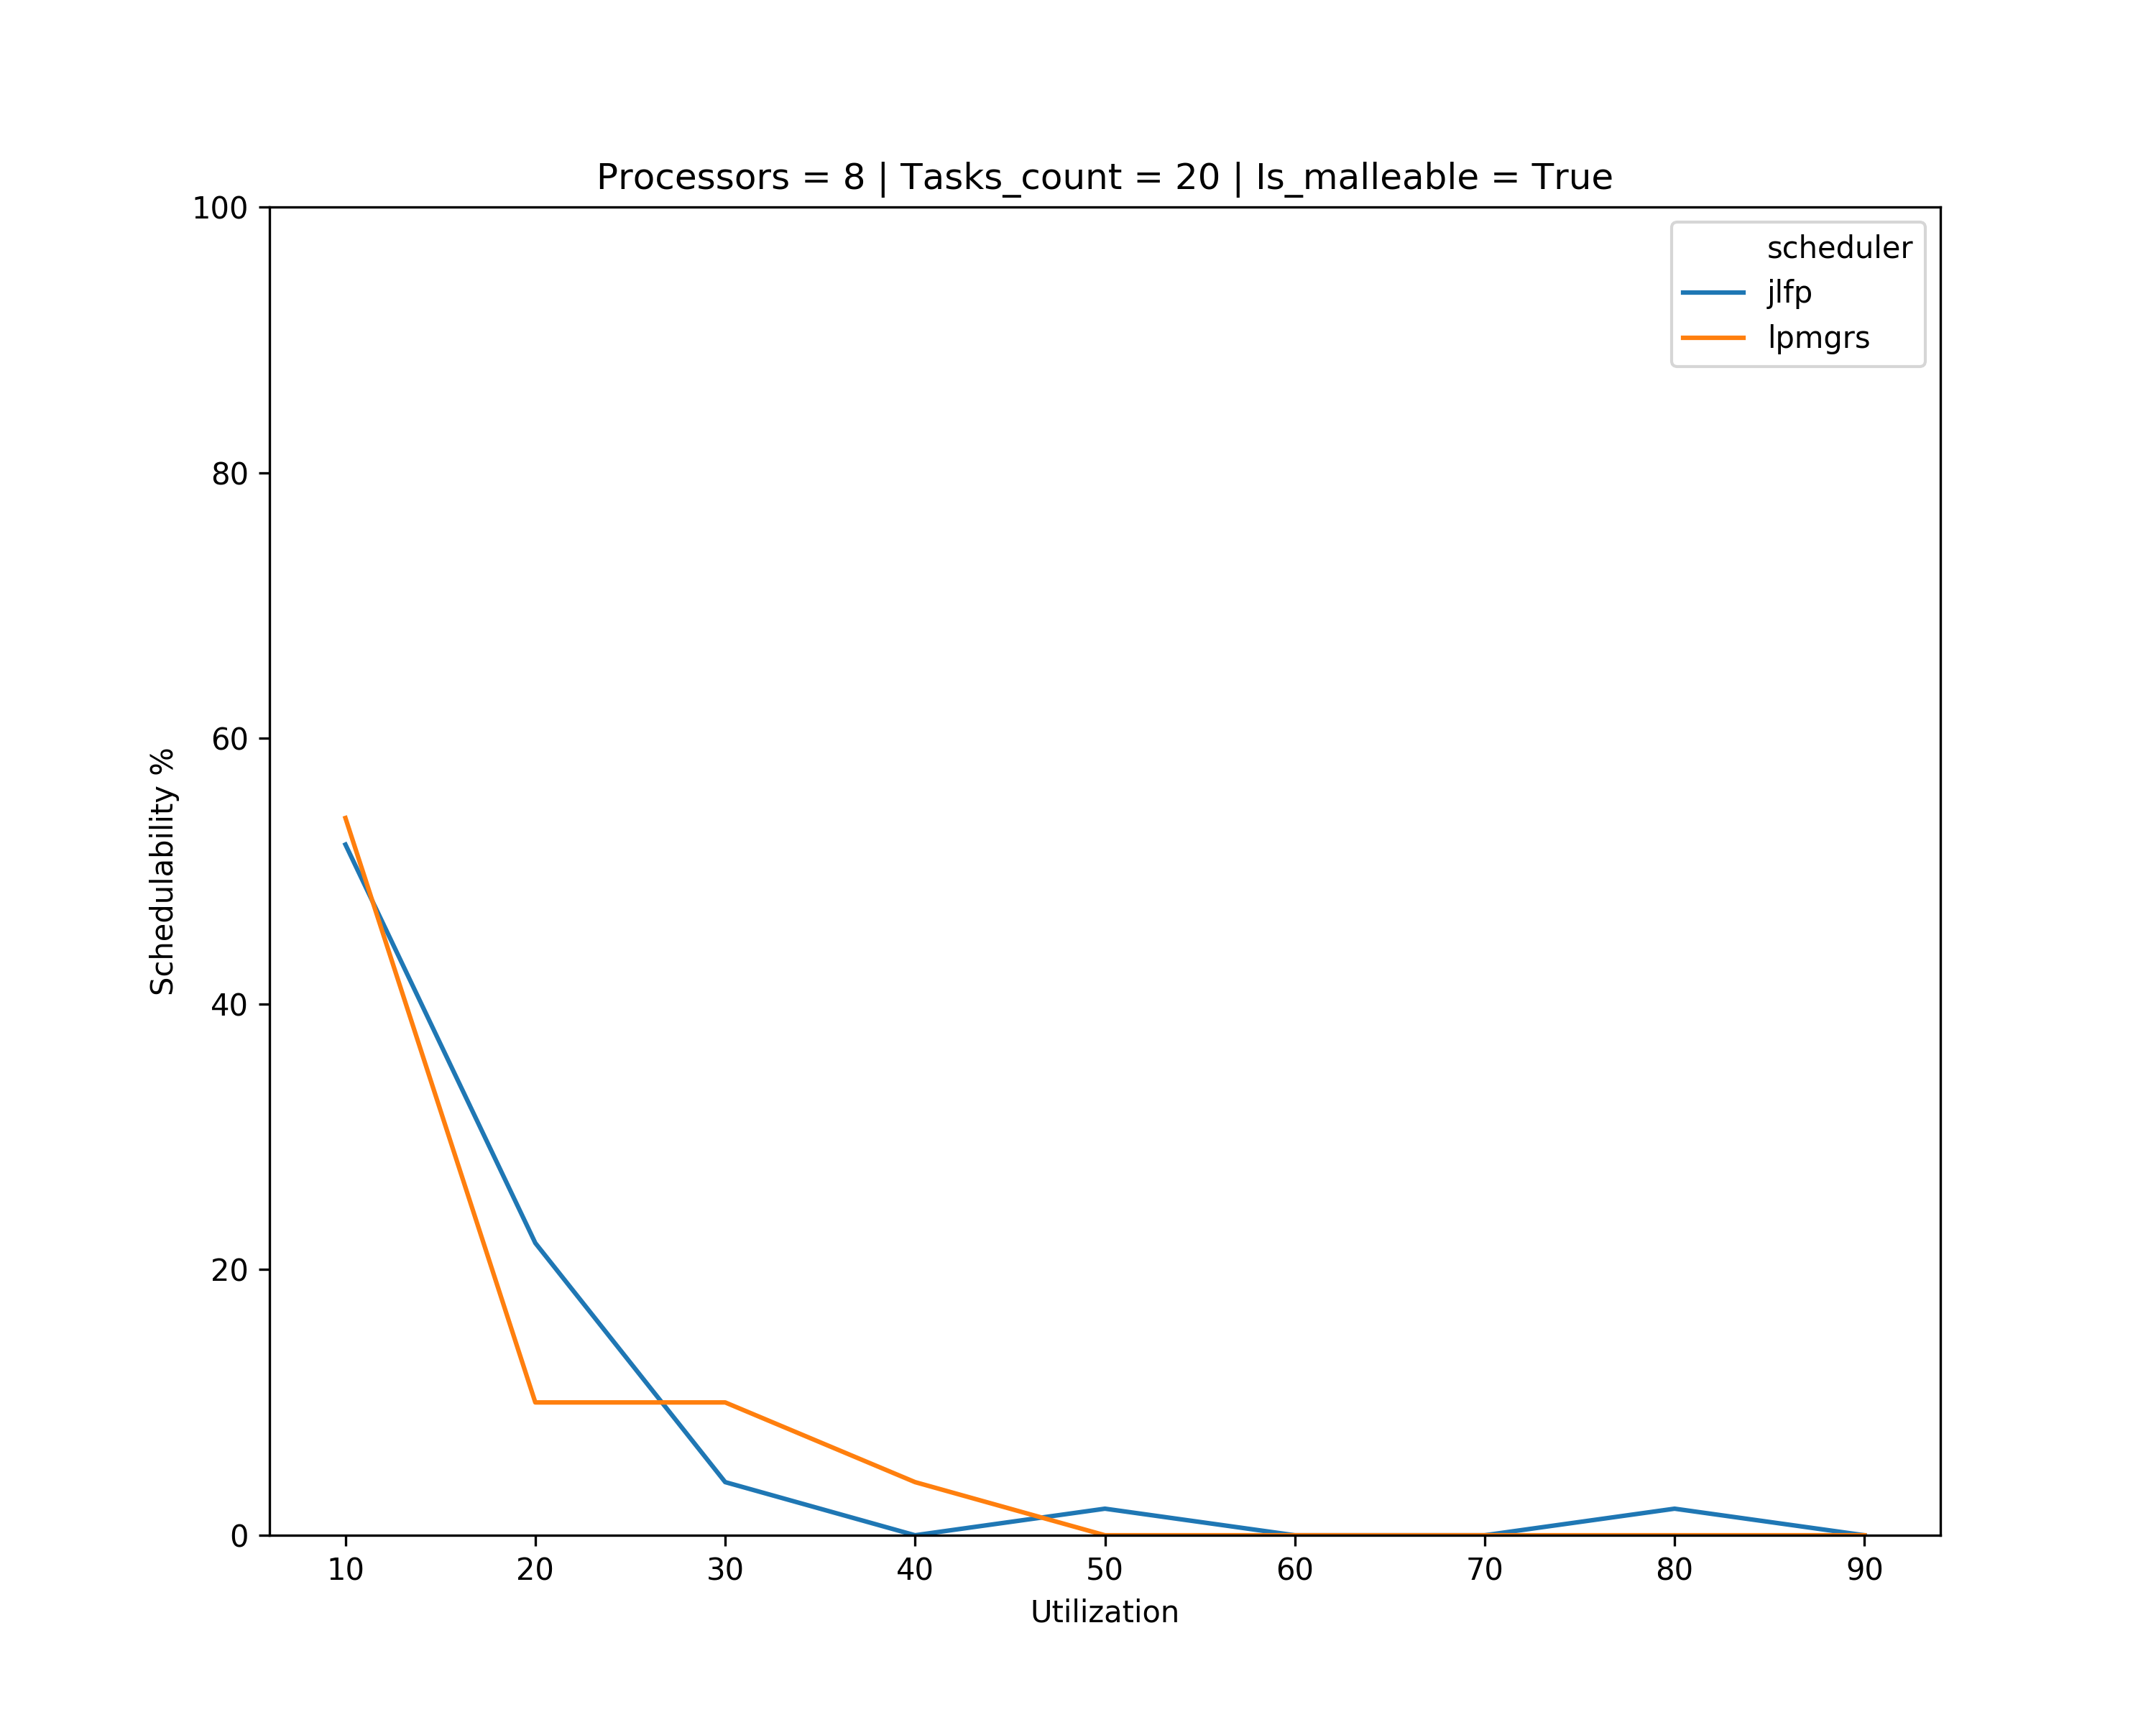 Processors = 8 | Tasks_count = 20 | Is_malleable = True
scheduler
jlfp
lpmgrs
Schedulability %
100
80
60
40
20
0
10 20 30 40 50 60 70 80 90
Utilization